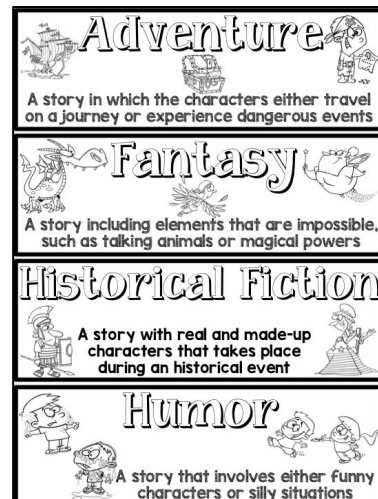 Adventure
A story in which the characters either travel
on a journey or experience dangerous events
Fantasy
A story including elements that are impossible,
such as talking animals or magical powers
Historical Fiction
A story with real and made-up
characters that takes place
during an historical event
Humor
A story that involves either funny
characters or silly situations